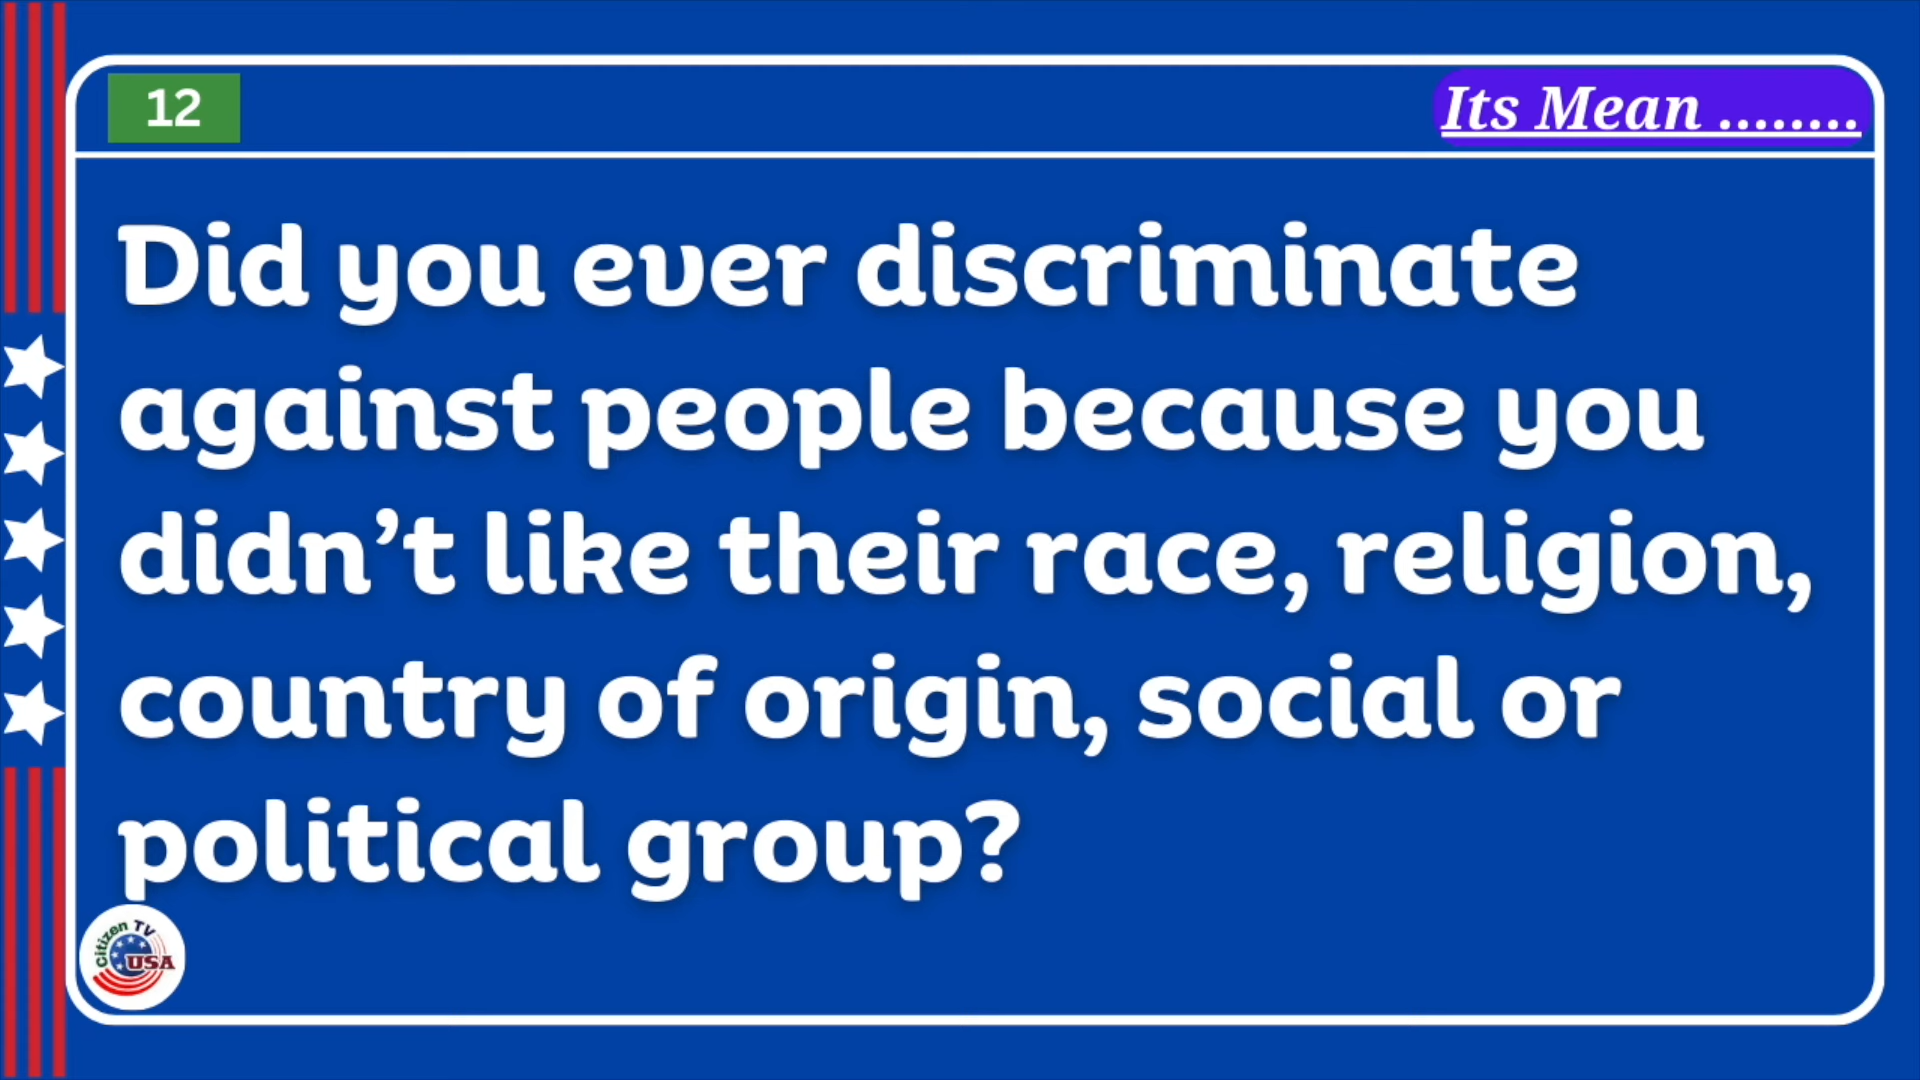 12
Its Mean ........
Did you ever discriminate
against people because you
didn’t like their race, religion,
country of origin, social or
political group?
Citizen TV
USA